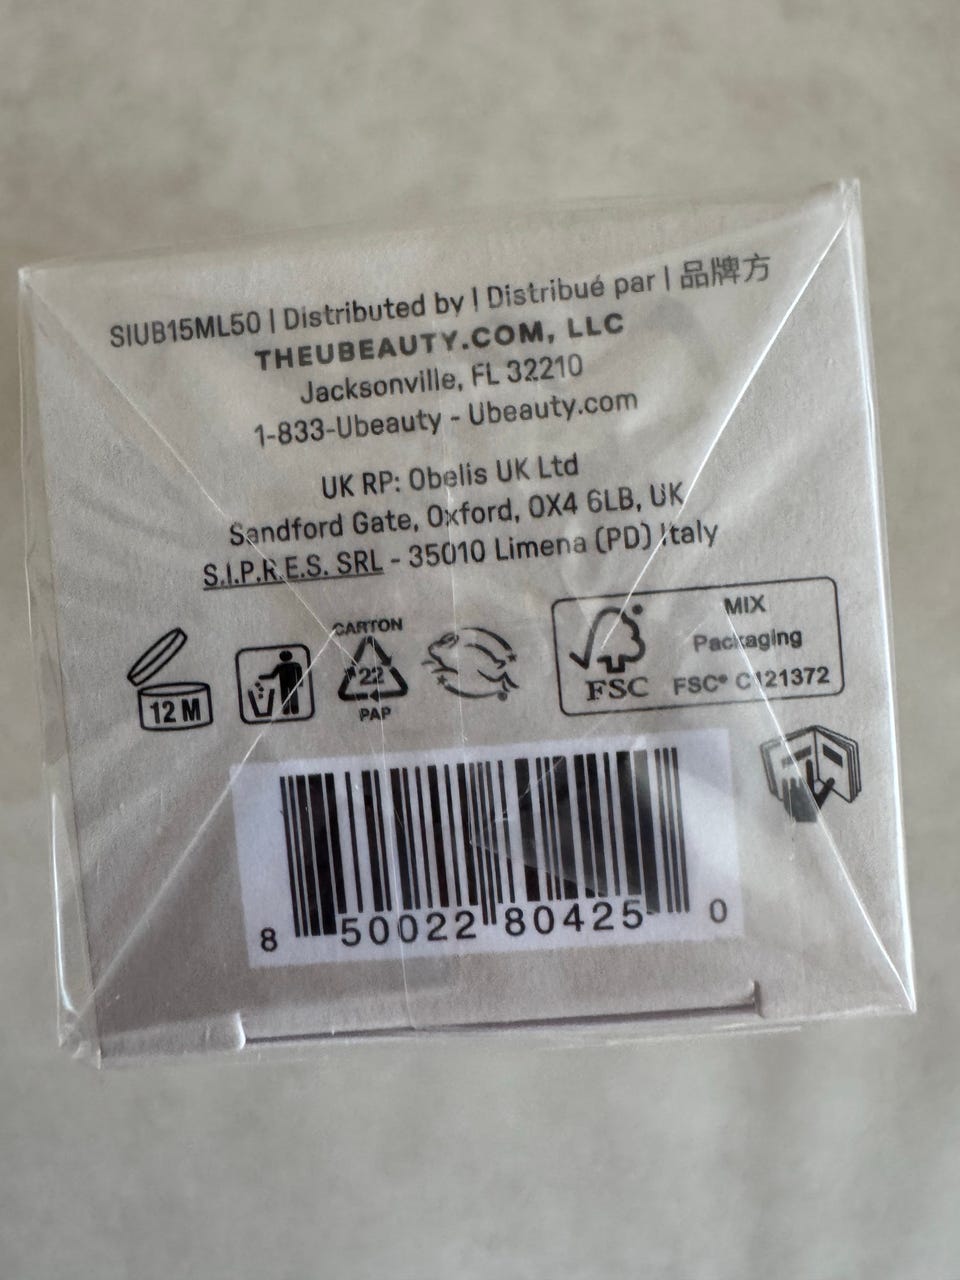 SIUB15ML50 | Distributed by | Distribué par | 品牌方
THEUBEAUTY.COM, LLC
Jacksonville, FL 32210
1-833-Ubeauty - Ubeauty.com
UK RP: Obelis UK Ltd
Sandford Gate, Oxford, OX4 6LB, UK
S.I.P.R.E.S. SRL - 35010 Limena (PD) Italy
12 M
CARTON
22
PAP
FSC
MIX
Packaging
FSC® C121372
8 50022 80425 0